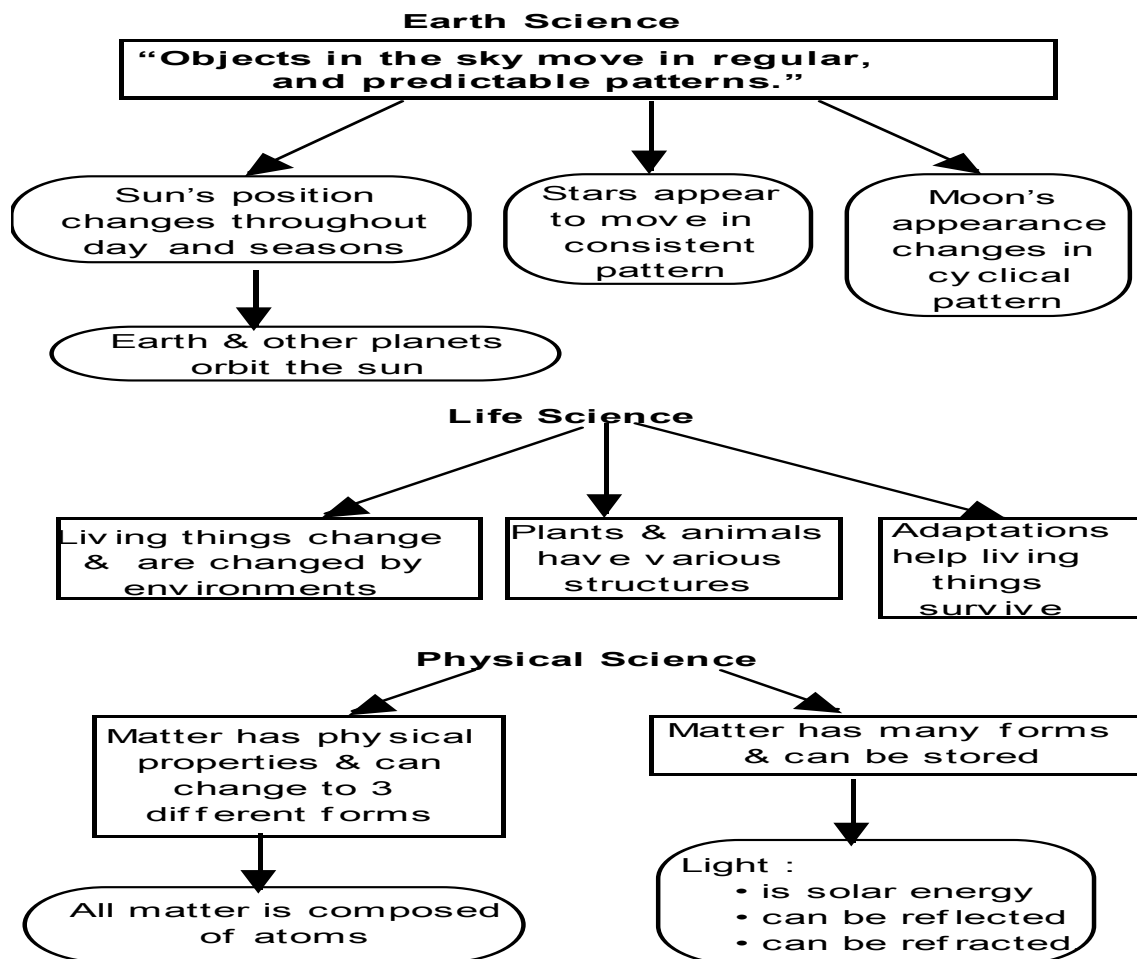 Earth Science
“Objects in the sky move in regular,
and predictable patterns.”
Sun’s position
changes throughout
day and seasons
Stars appear
to move in
consistent
pattern
Moon’s
appearance
changes in
cyclical
pattern
Earth & other planets
orbit the sun
Life Science
Living things change
& are changed by
environments
Plants & animals
have various
structures
Adaptations
help living
things
survive
Physical Science
Matter has physical
properties & can
change to 3
different forms
Matter has many forms
& can be stored
All matter is composed
of atoms
Light :
• is solar energy
• can be reflected
• can be refracted